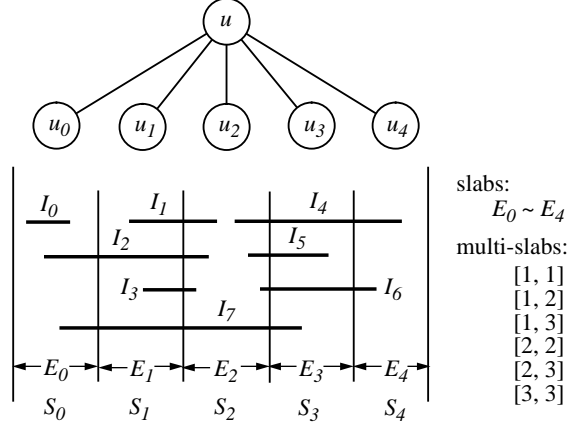 u
u0 u1 u2 u3 u4
I0 I1 I4
I2 I5
I3 I6
I7
E0 E1 E2 E3 E4
S0 S1 S2 S3 S4
slabs:
E0 ~ E4
multi-slabs:
[1, 1]
[1, 2]
[1, 3]
[2, 2]
[2, 3]
[3, 3]